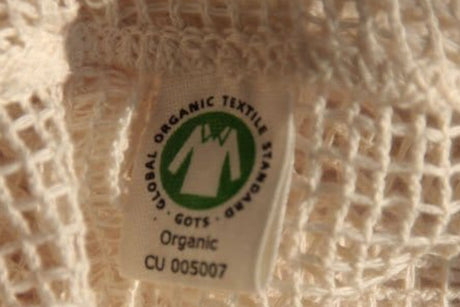 · GLOBAL ORGANIC TEXTILE STANDARD ·
· GOTS ·
Organic
CU 005007